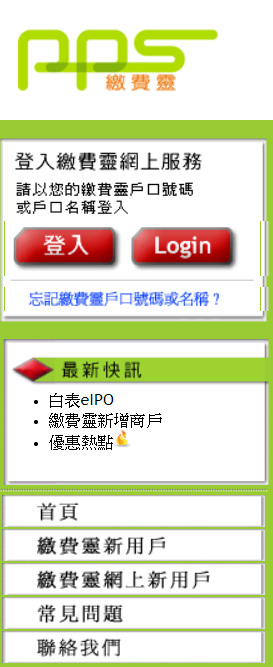 pps
繳費靈
登入繳費靈網上服務
請以您的繳費靈戶口號碼
或戶口名稱登入
登入 Login
忘記繳費靈戶口號碼或名稱？
最新快訊
• 白表eIPO
• 繳費靈新增商戶
• 優惠熱點
首頁
繳費靈新用戶
繳費靈網上新用戶
常見問題
聯絡我們